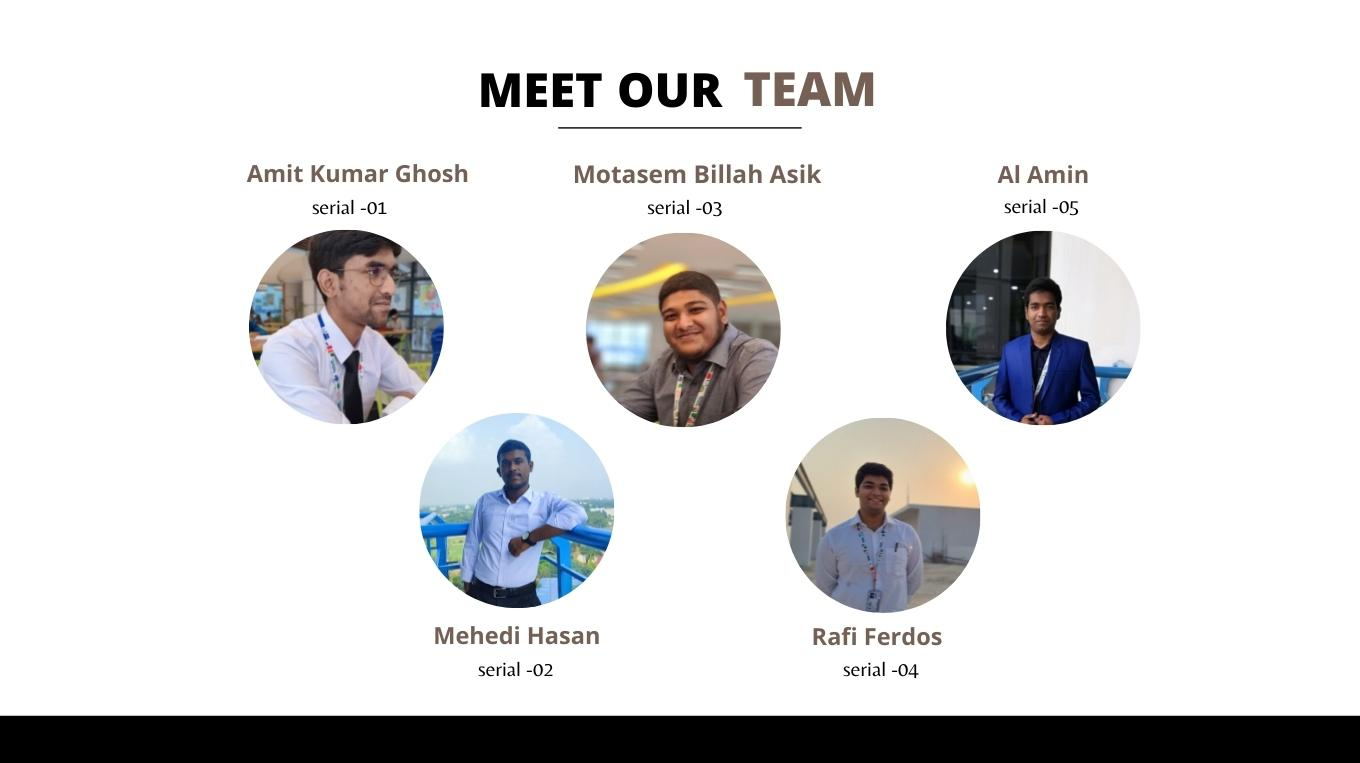 MEET OUR TEAM
Amit Kumar Ghosh
serial -01
Motasem Billah Asik
serial -03
Al Amin
serial -05
Mehedi Hasan
serial -02
Rafi Ferdos
serial -04